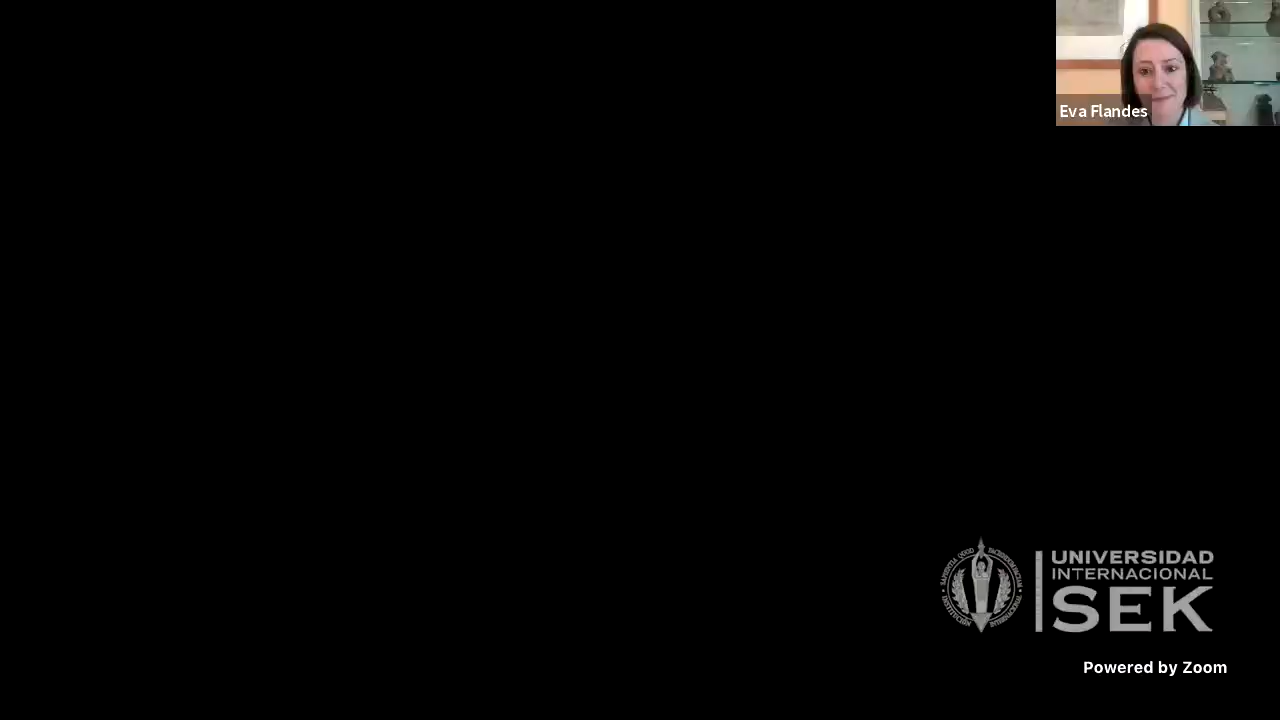 Eva Flandes
UNIVERSIDAD
INTERNACIONAL
SEK
Powered by Zoom